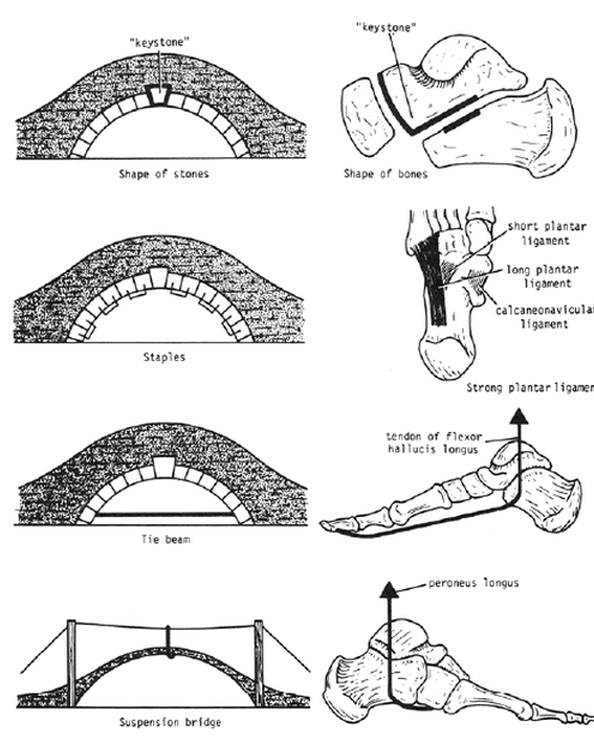 "keystone"
"keystone"
Shape of stones
Shape of bones
short plantar
ligament
long plantar
ligament
calcaneonavicular
ligament
Staples
Strong plantar ligamen
tendon of flexor
hallucis longus
Tie beam
peroneus longus
Suspension bridge